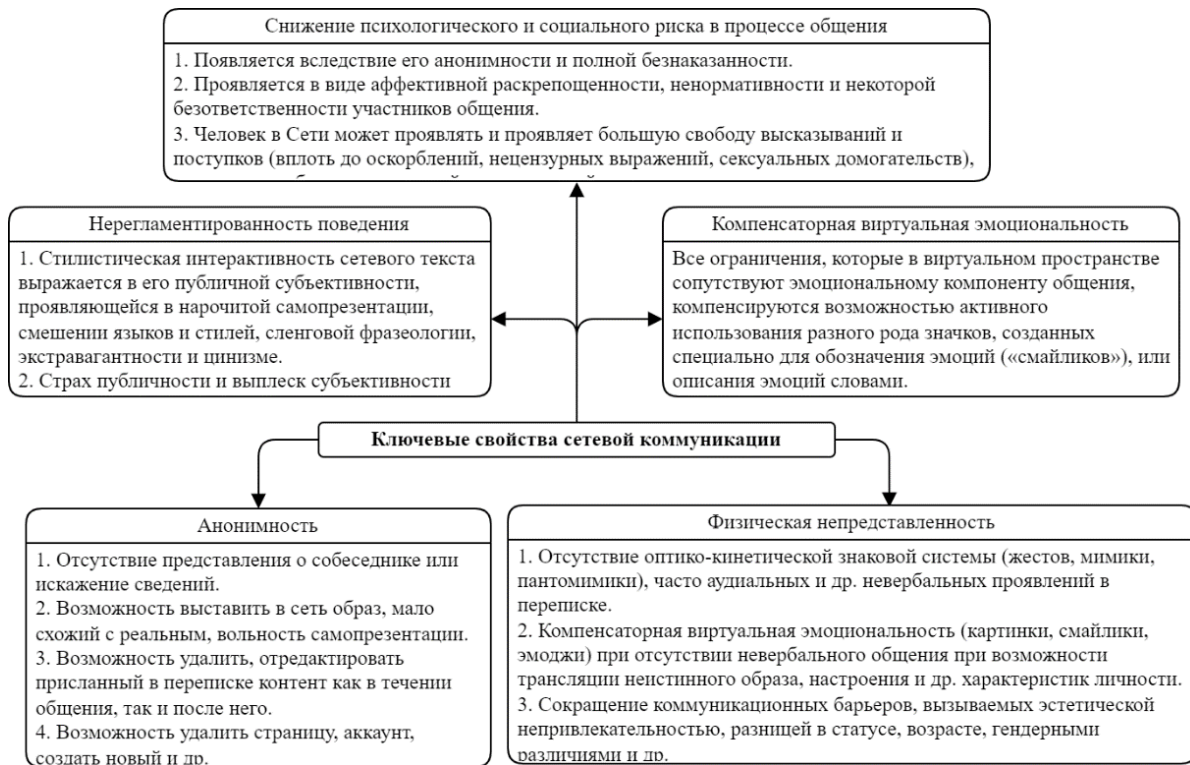 Снижение психологического и социального риска в процессе общения
1. Появляется вследствие его анонимности и полной безнаказанности.
2. Проявляется в виде аффективной раскрепощенности, ненормативности и некоторой
безответственности участников общения.
3. Человек в Сети может проявлять и проявляет большую свободу высказываний и
поступков (вплоть до оскорблений, нецензурных выражений, сексуальных домогательств),
Нерегламентированность поведения
1. Стилистическая интерактивность сетевого текста
выражается в его публичной субъективности,
проявляющейся в нарочитой самопрезентации,
смешении языков и стилей, сленговой фразеологии,
экстравагантности и цинизме.
2. Страх публичности и выплеск субъективности
Компенсаторная виртуальная эмоциональность
Все ограничения, которые в виртуальном пространстве
сопутствуют эмоциональному компоненту общения,
компенсируются возможностью активного
использования разного рода значков, созданных
специально для обозначения эмоций («смайликов»), или
описания эмоций словами.
Ключевые свойства сетевой коммуникации
Анонимность
1. Отсутствие представления о собеседнике или
искажение сведений.
2. Возможность выставить в сеть образ, мало
схожий с реальным, вольность самопрезентации.
3. Возможность удалить, отредактировать
присланный в переписке контент как в течении
общения, так и после него.
4. Возможность удалить страницу, аккаунт,
создать новый и др.
Физическая непредставленность
1. Отсутствие оптико-кинетической знаковой системы (жестов, мимики,
пантомимики), часто аудиальных и др. невербальных проявлений в
переписке.
2. Компенсаторная виртуальная эмоциональность (картинки, смайлики,
эмоджи) при отсутствии невербального общения при возможности
трансляции неистинного образа, настроения и др. характеристик личности.
3. Сокращение коммуникационных барьеров, вызываемых эстетической
непривлекательностью, разницей в статусе, возрасте, гендерными
различиями и др.